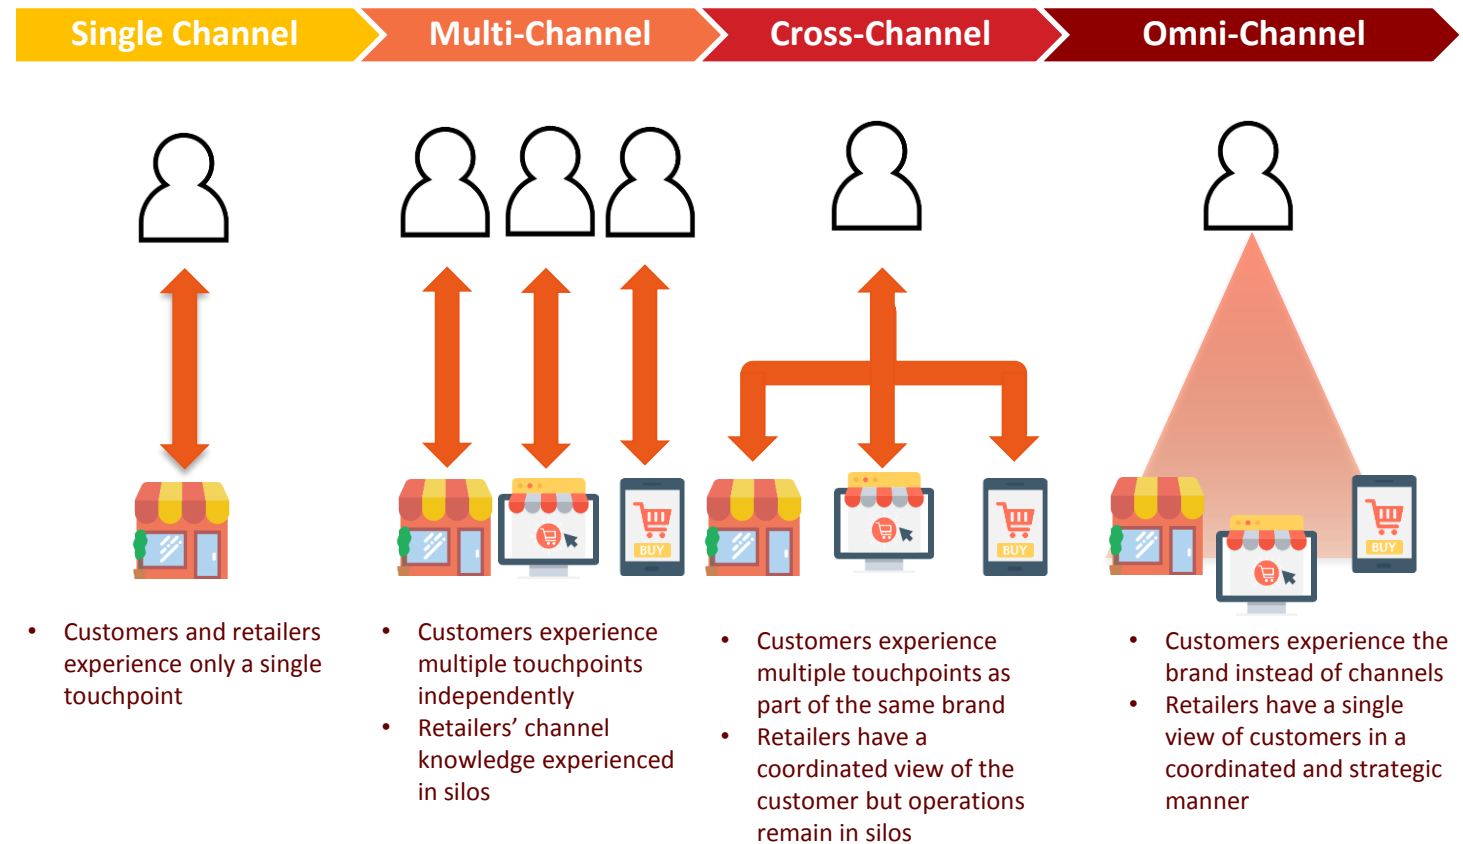 Single Channel
Multi-Channel
Cross-Channel
Omni-Channel
BUY
BUY
BUY
• Customers and retailers
experience only a single
touchpoint
• Customers experience
multiple touchpoints
independently
• Retailers’ channel
knowledge experienced
in silos
• Customers experience
multiple touchpoints as
part of the same brand
• Retailers have a
coordinated view of the
customer but operations
remain in silos
• Customers experience the
brand instead of channels
• Retailers have a single
view of customers in a
coordinated and strategic
manner